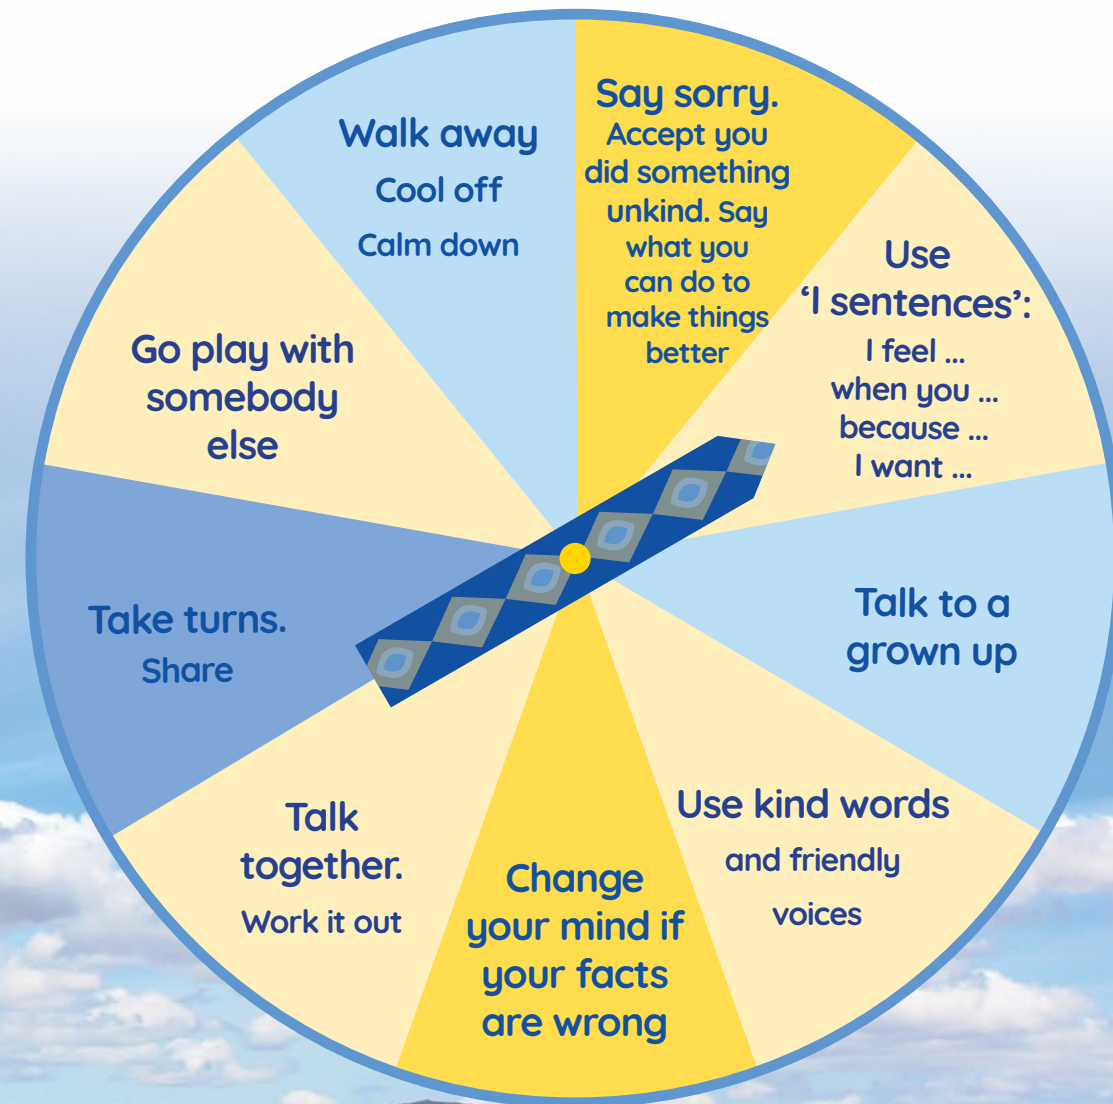 Say sorry.
Accept you
did something
unkind. Say
what you
can do to
make things
better
Use
‘I sentences’:
I feel ...
when you ...
because ...
I want ...
Talk to a
grown up
Use kind words
and friendly
voices
Change
your mind if
your facts
are wrong
Talk
together.
Work it out
Take turns.
Share
Go play with
somebody
else
Walk away
Cool off
Calm down